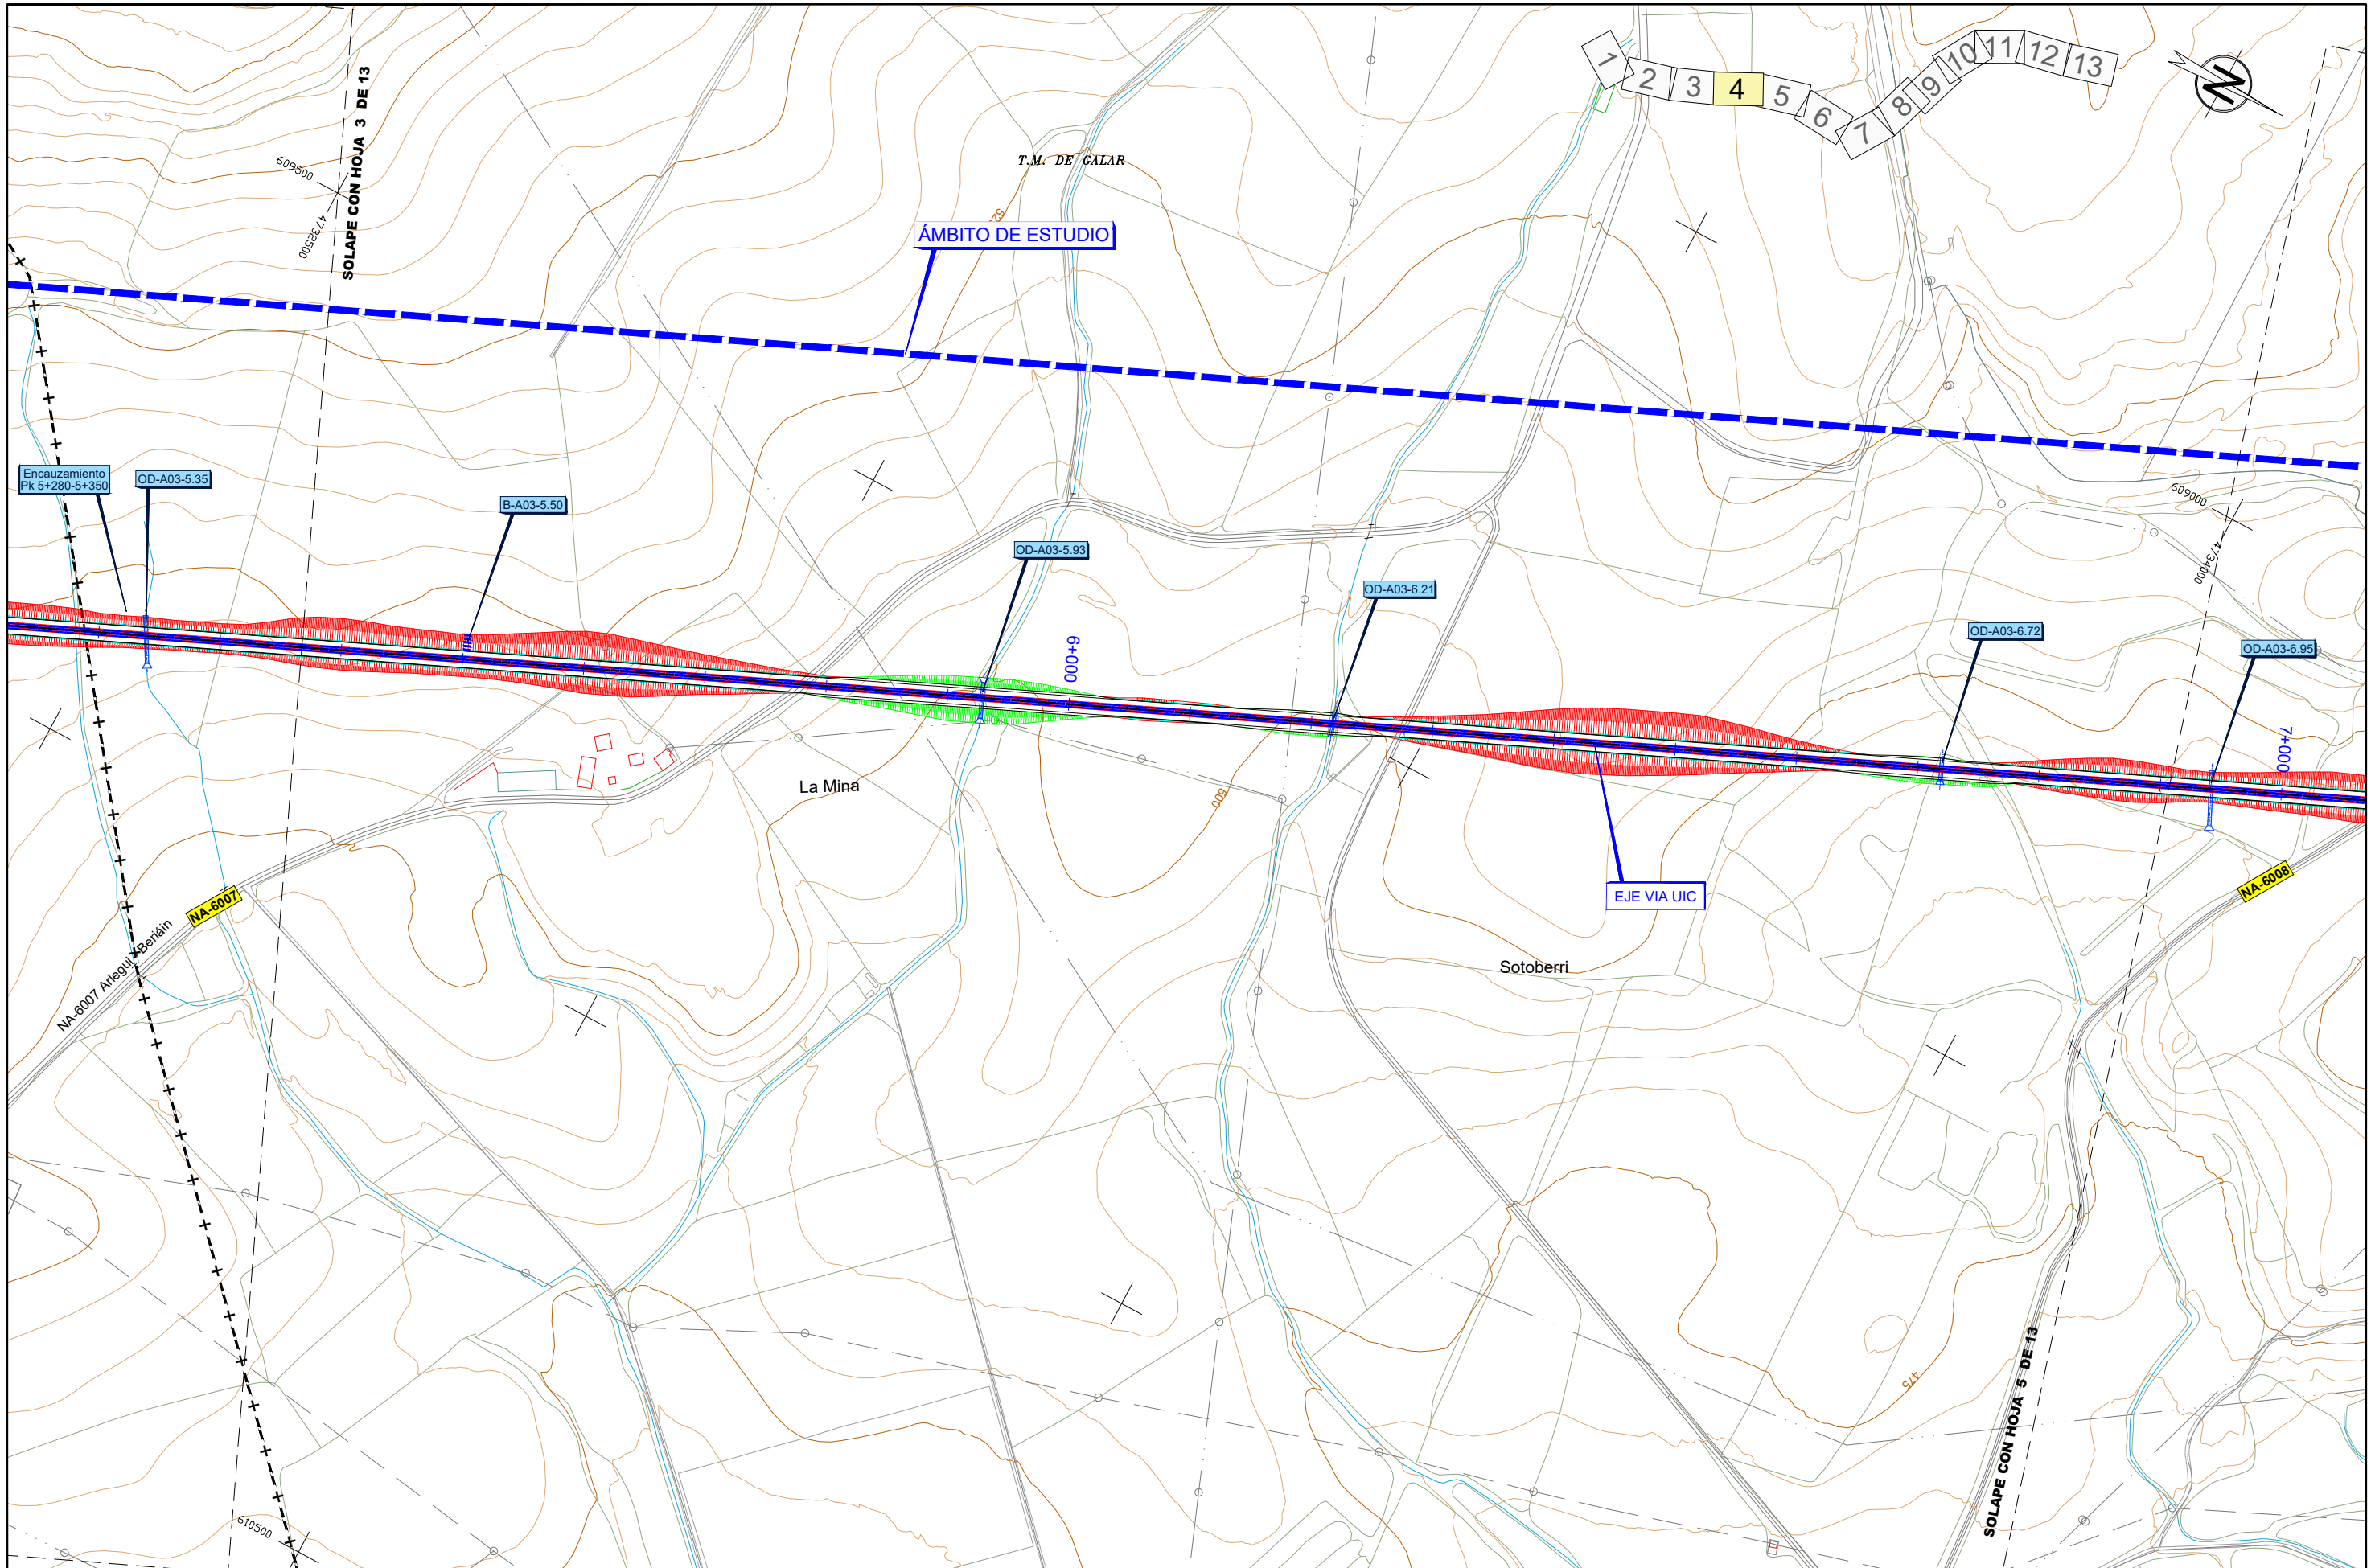 SOLAPE CON HOJA 3 DE 13
1
2
3
4
5
6
7
8
9
10
11
12
13
N
609500
4732500
T.M. DE GALAR
ÁMBITO DE ESTUDIO
Encauzamiento
Pk 5+280-5+350
OD-A03-5.35
B-A03-5.50
OD-A03-5.93
OD-A03-6.21
OD-A03-6.72
OD-A03-6.95
609000
4734000
6+000
7+000
La Mina
500
EJE VIA UIC
NA-6007
NA-6008
NA-6007 Arlegui
Beriáin
Sotoberri
475
SOLAPE CON HOJA 5 DE 13
610500